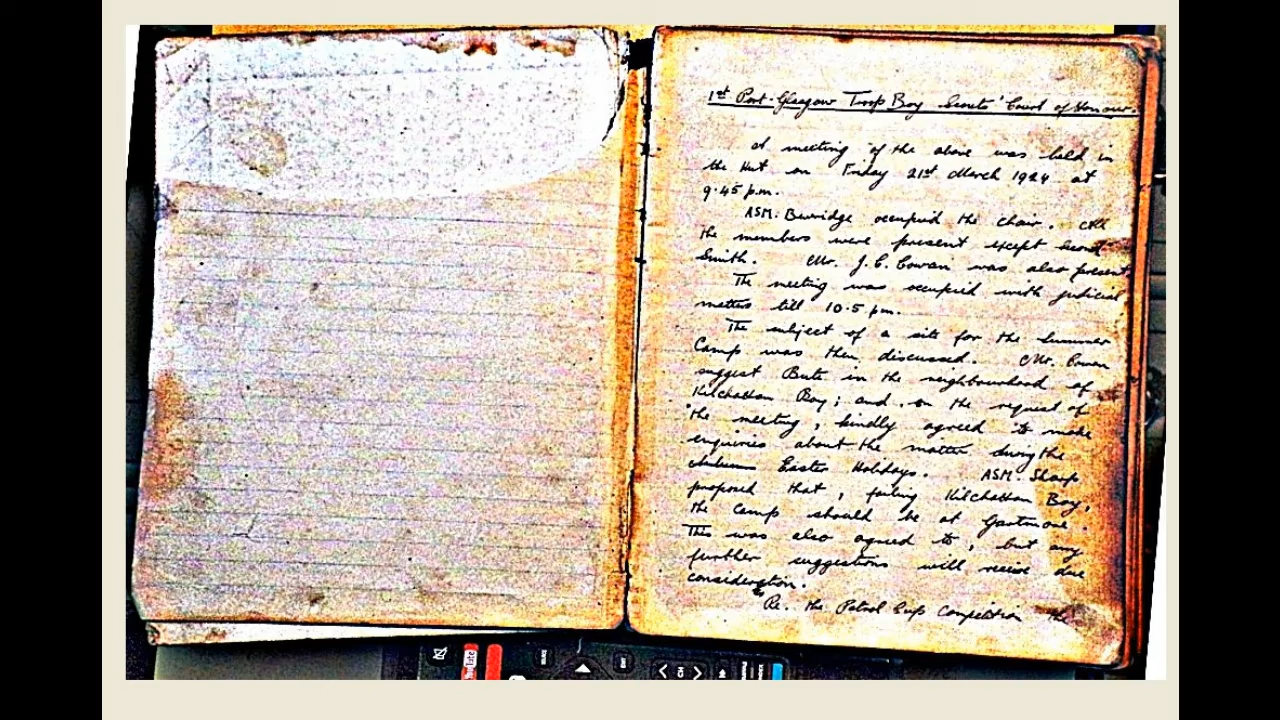 1st Port-Glasgow Troop Boy Scouts' Court of Honour.
A meeting of the above was held in
the Hut on Friday 21st March 1924 at
9.45 p.m.
ASM. Beveridge occupied the chair. All
the members were present except Scout
Smith. Mr. J. C. Cowan was also present.
The meeting was occupied with judicial
matters till 10.5 p.m.
The subject of a site for the Summer
Camp was then discussed. Mr. Cowan
suggest Bute in the neighbourhood of
Kilchattan Bay; and, on the request of
the meeting, kindly agreed to make
enquiries about the matter during the
Easter Holidays. ASM. Sharp
proposed that, failing Kilchattan Bay,
the camp should be at Gartmore.
This was also agreed to, but any
further suggestions will receive due
consideration.
Re. the Patrol Cup Competition the
CH